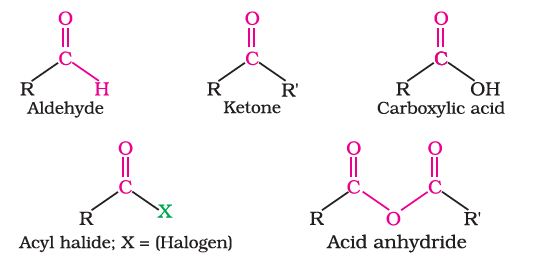 O O O
C C C
R H R R' R OH
Aldehyde Ketone Carboxylic acid
O O O
C C C
R X R O R'
Acyl halide; X = (Halogen) Acid anhydride